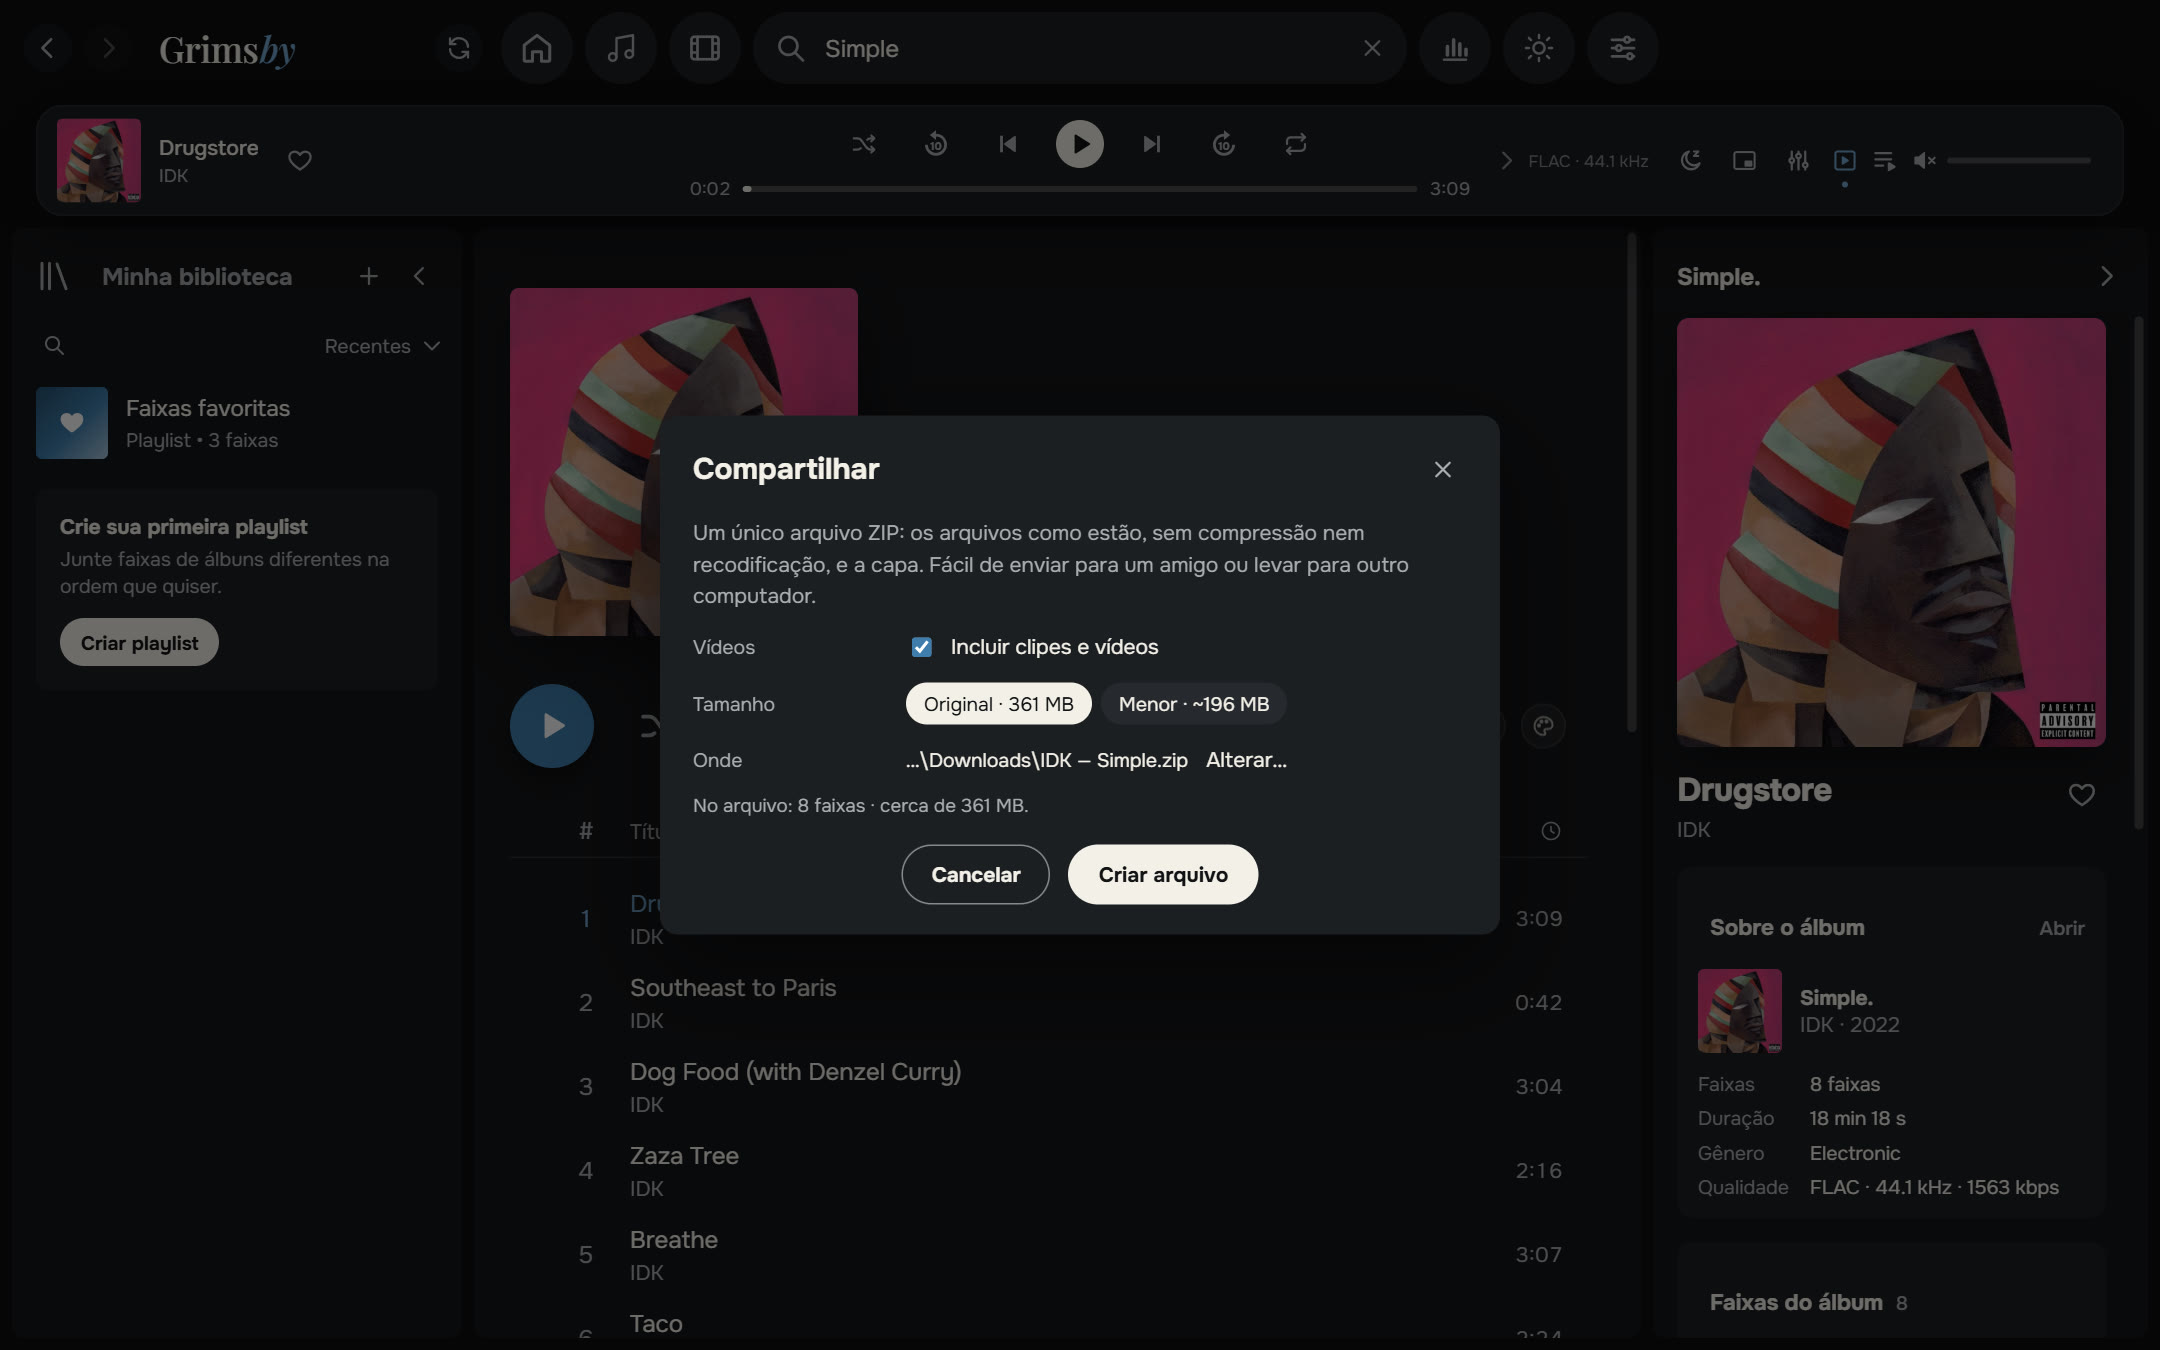 Grimsby
Simple
Drugstore
IDK
10
10
0:02
3:09
FLAC · 44.1 kHz
Minha biblioteca
Recentes
Faixas favoritas
Playlist • 3 faixas
Crie sua primeira playlist
Junte faixas de álbuns diferentes na
ordem que quiser.
Criar playlist
Compartilhar
Um único arquivo ZIP: os arquivos como estão, sem compressão nem
recodificação, e a capa. Fácil de enviar para um amigo ou levar para outro
computador.
Vídeos
Incluir clipes e vídeos
Tamanho
Original · 361 MB
Menor · ~196 MB
Onde
...\Downloads\IDK — Simple.zip
Alterar...
No arquivo: 8 faixas · cerca de 361 MB.
Cancelar
Criar arquivo
#
1
IDK
3:09
2
Southeast to Paris
IDK
0:42
3
Dog Food (with Denzel Curry)
IDK
3:04
4
Zaza Tree
IDK
2:16
5
Breathe
IDK
3:07
Taco
Simple.
PARENTAL
ADVISORY
EXPLICIT CONTENT
Drugstore
IDK
Sobre o álbum
Abrir
Simple.
IDK · 2022
Faixas
8 faixas
Duração
18 min 18 s
Gênero
Electronic
Qualidade
FLAC · 44.1 kHz · 1563 kbps
Faixas do álbum 8